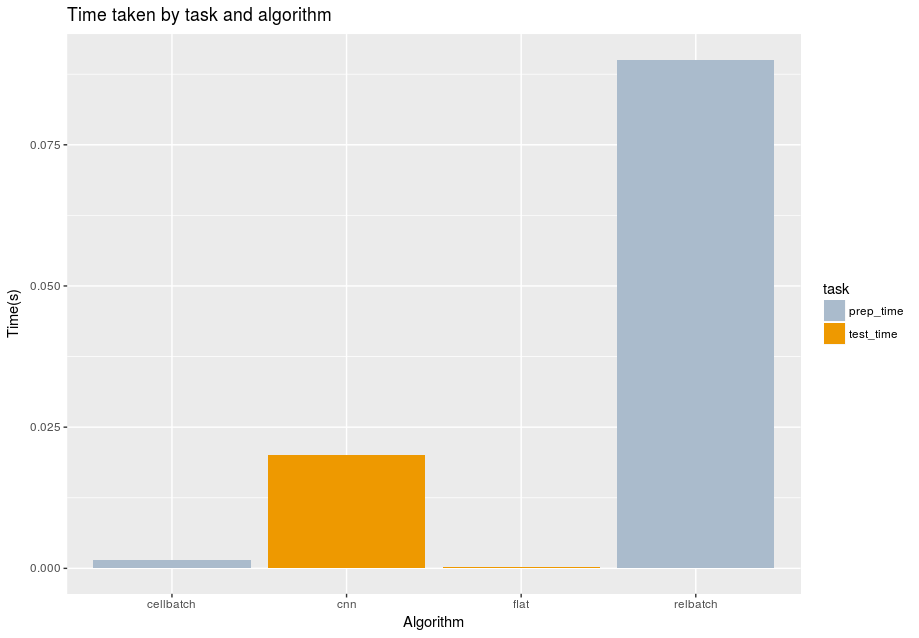 Time taken by task and algorithm
0.075
0.050
0.025
0.000
Time(s)
cellbatch cnn flat relbatch
Algorithm
task
prep_time
test_time